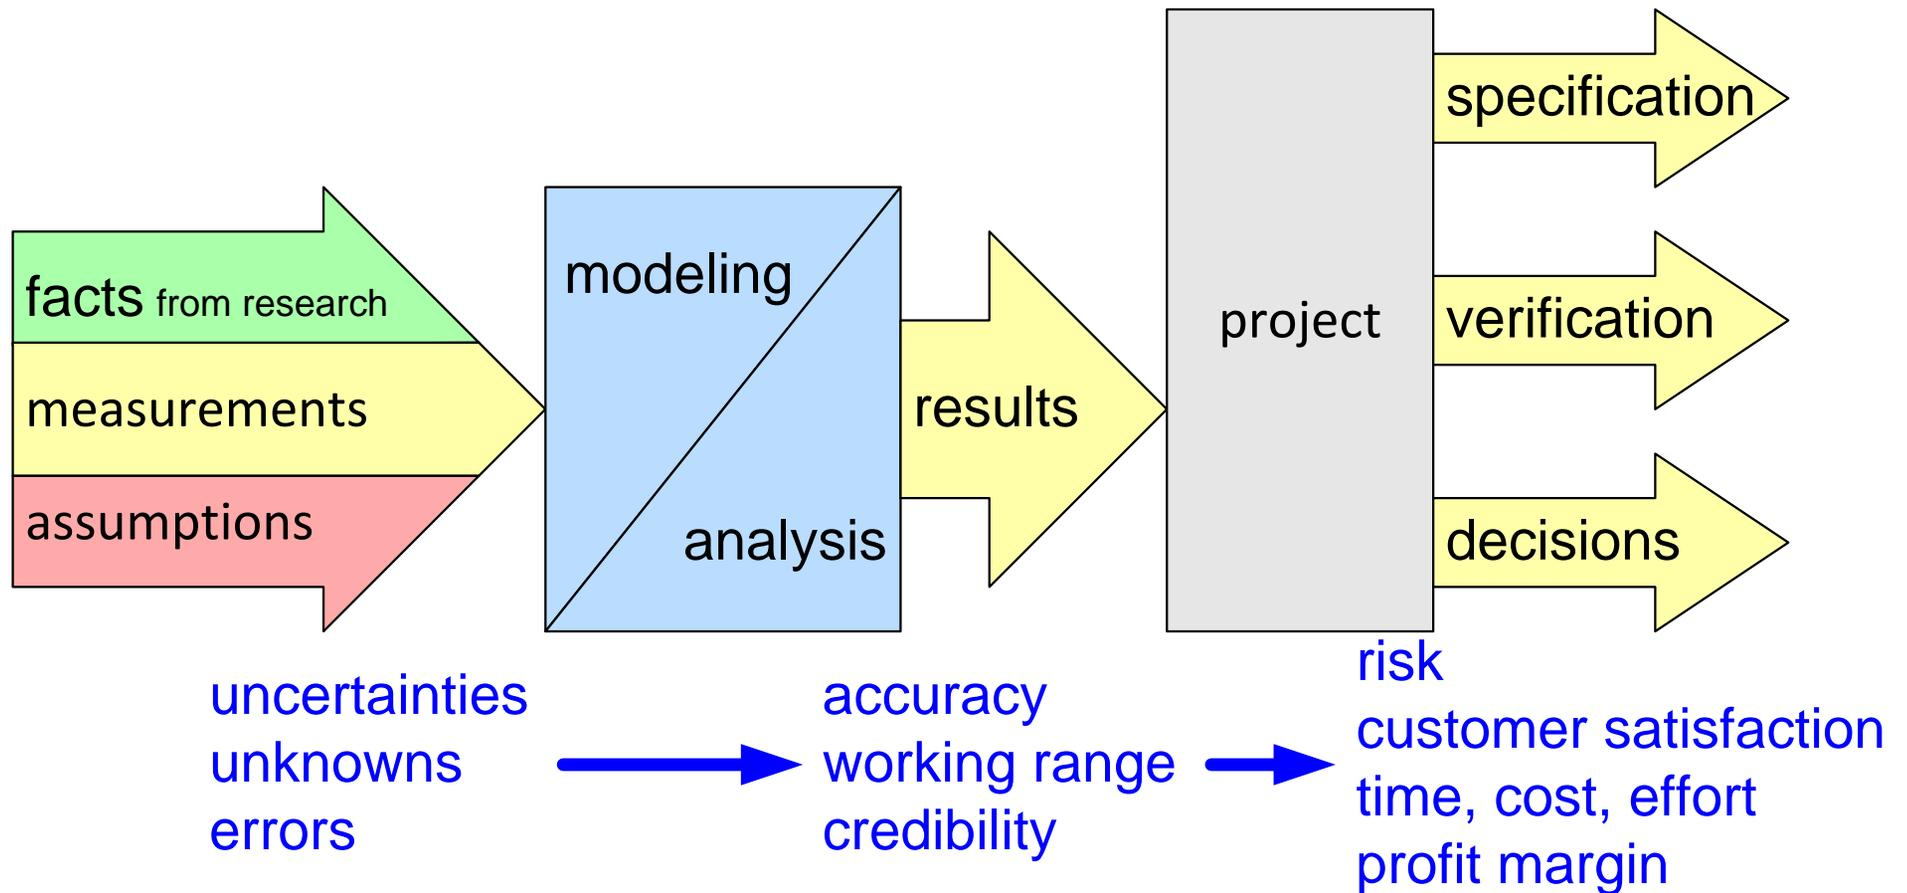 facts from research
measurements
assumptions
modeling
analysis
results
project
specification
verification
decisions
uncertainties
unknowns
errors
accuracy
working range
credibility
risk
customer satisfaction
time, cost, effort
profit margin